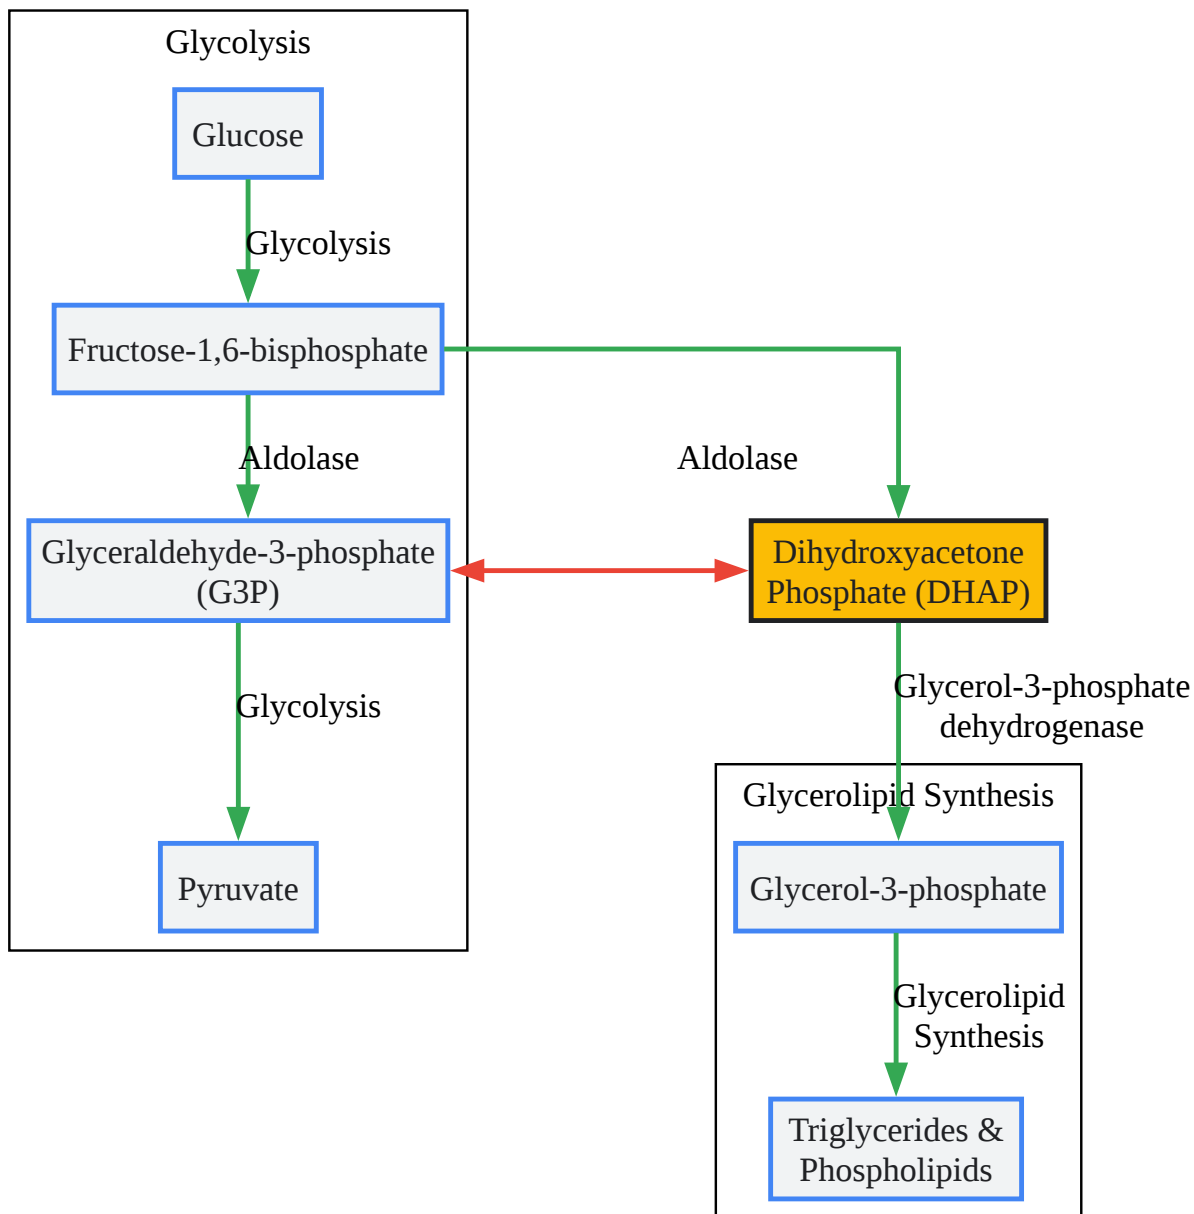 Glycolysis
Glucose
Glycolysis
Fructose-1,6-bisphosphate
Aldolase
Aldolase
Glyceraldehyde-3-phosphate
(G3P)
Dihydroxyacetone
Phosphate (DHAP)
Glycolysis
Glycerol-3-phosphate
dehydrogenase
Glycerolipid Synthesis
Pyruvate
Glycerol-3-phosphate
Glycerolipid
Synthesis
Triglycerides &
Phospholipids